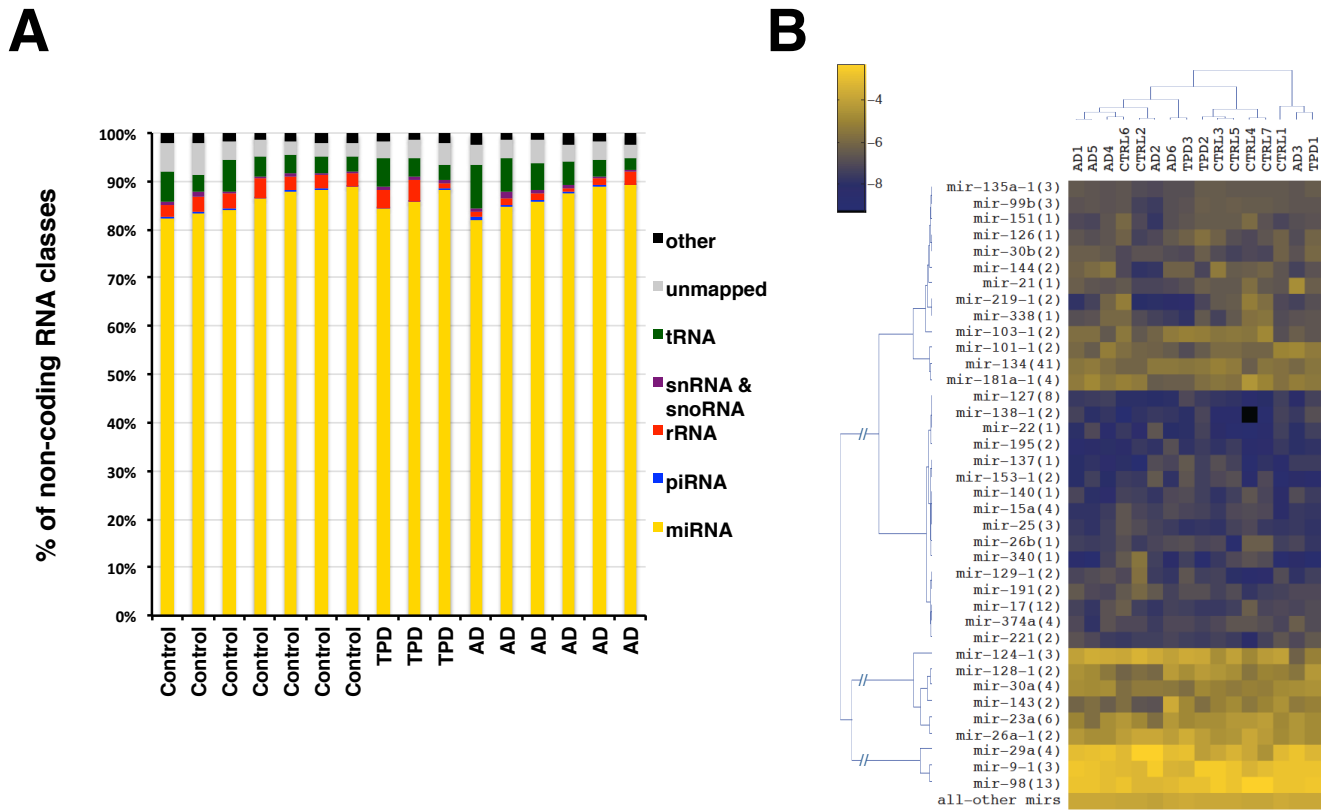 A
B
% of non-coding RNA classes
100%
90%
80%
70%
60%
50%
40%
30%
20%
10%
0%
Control
Control
Control
Control
Control
Control
Control
TPD
TPD
TPD
AD
AD
AD
AD
AD
AD
other
unmapped
tRNA
snRNA &
snoRNA
rRNA
piRNA
miRNA
-4
-6
-8
AD1
AD5
AD4
CTRL6
CTRL2
AD2
AD6
TPD3
TPD2
CTRL3
CTRL5
CTRL4
CTRL7
CTRL1
AD3
TPD1
mir-135a-1(3)
mir-99b(3)
mir-151(1)
mir-126(1)
mir-30b(2)
mir-144(2)
mir-21(1)
mir-219-1(2)
mir-338(1)
mir-103-1(2)
mir-101-1(2)
mir-134(41)
mir-181a-1(4)
mir-127(8)
mir-138-1(2)
mir-22(1)
mir-195(2)
mir-137(1)
mir-153-1(2)
mir-140(1)
mir-15a(4)
mir-25(3)
mir-26b(1)
mir-340(1)
mir-129-1(2)
mir-191(2)
mir-17(12)
mir-374a(4)
mir-221(2)
mir-124-1(3)
mir-128-1(2)
mir-30a(4)
mir-143(2)
mir-23a(6)
mir-26a-1(2)
mir-29a(4)
mir-9-1(3)
mir-98(13)
all-other mirs